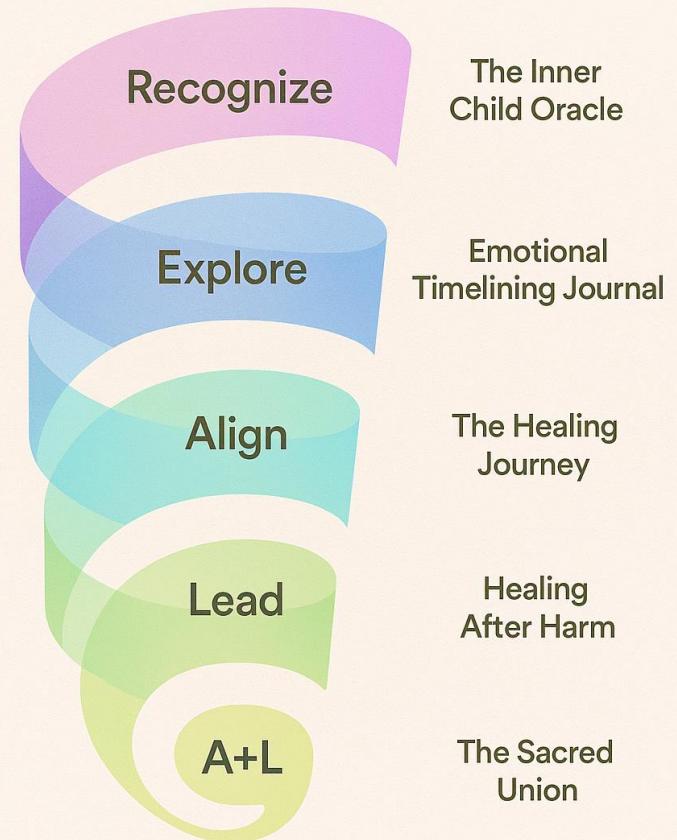 Recognize
The Inner
Child Oracle
Explore
Emotional
Timelining Journal
Align
The Healing
Journey
Lead
Healing
After Harm
A+L
The Sacred
Union